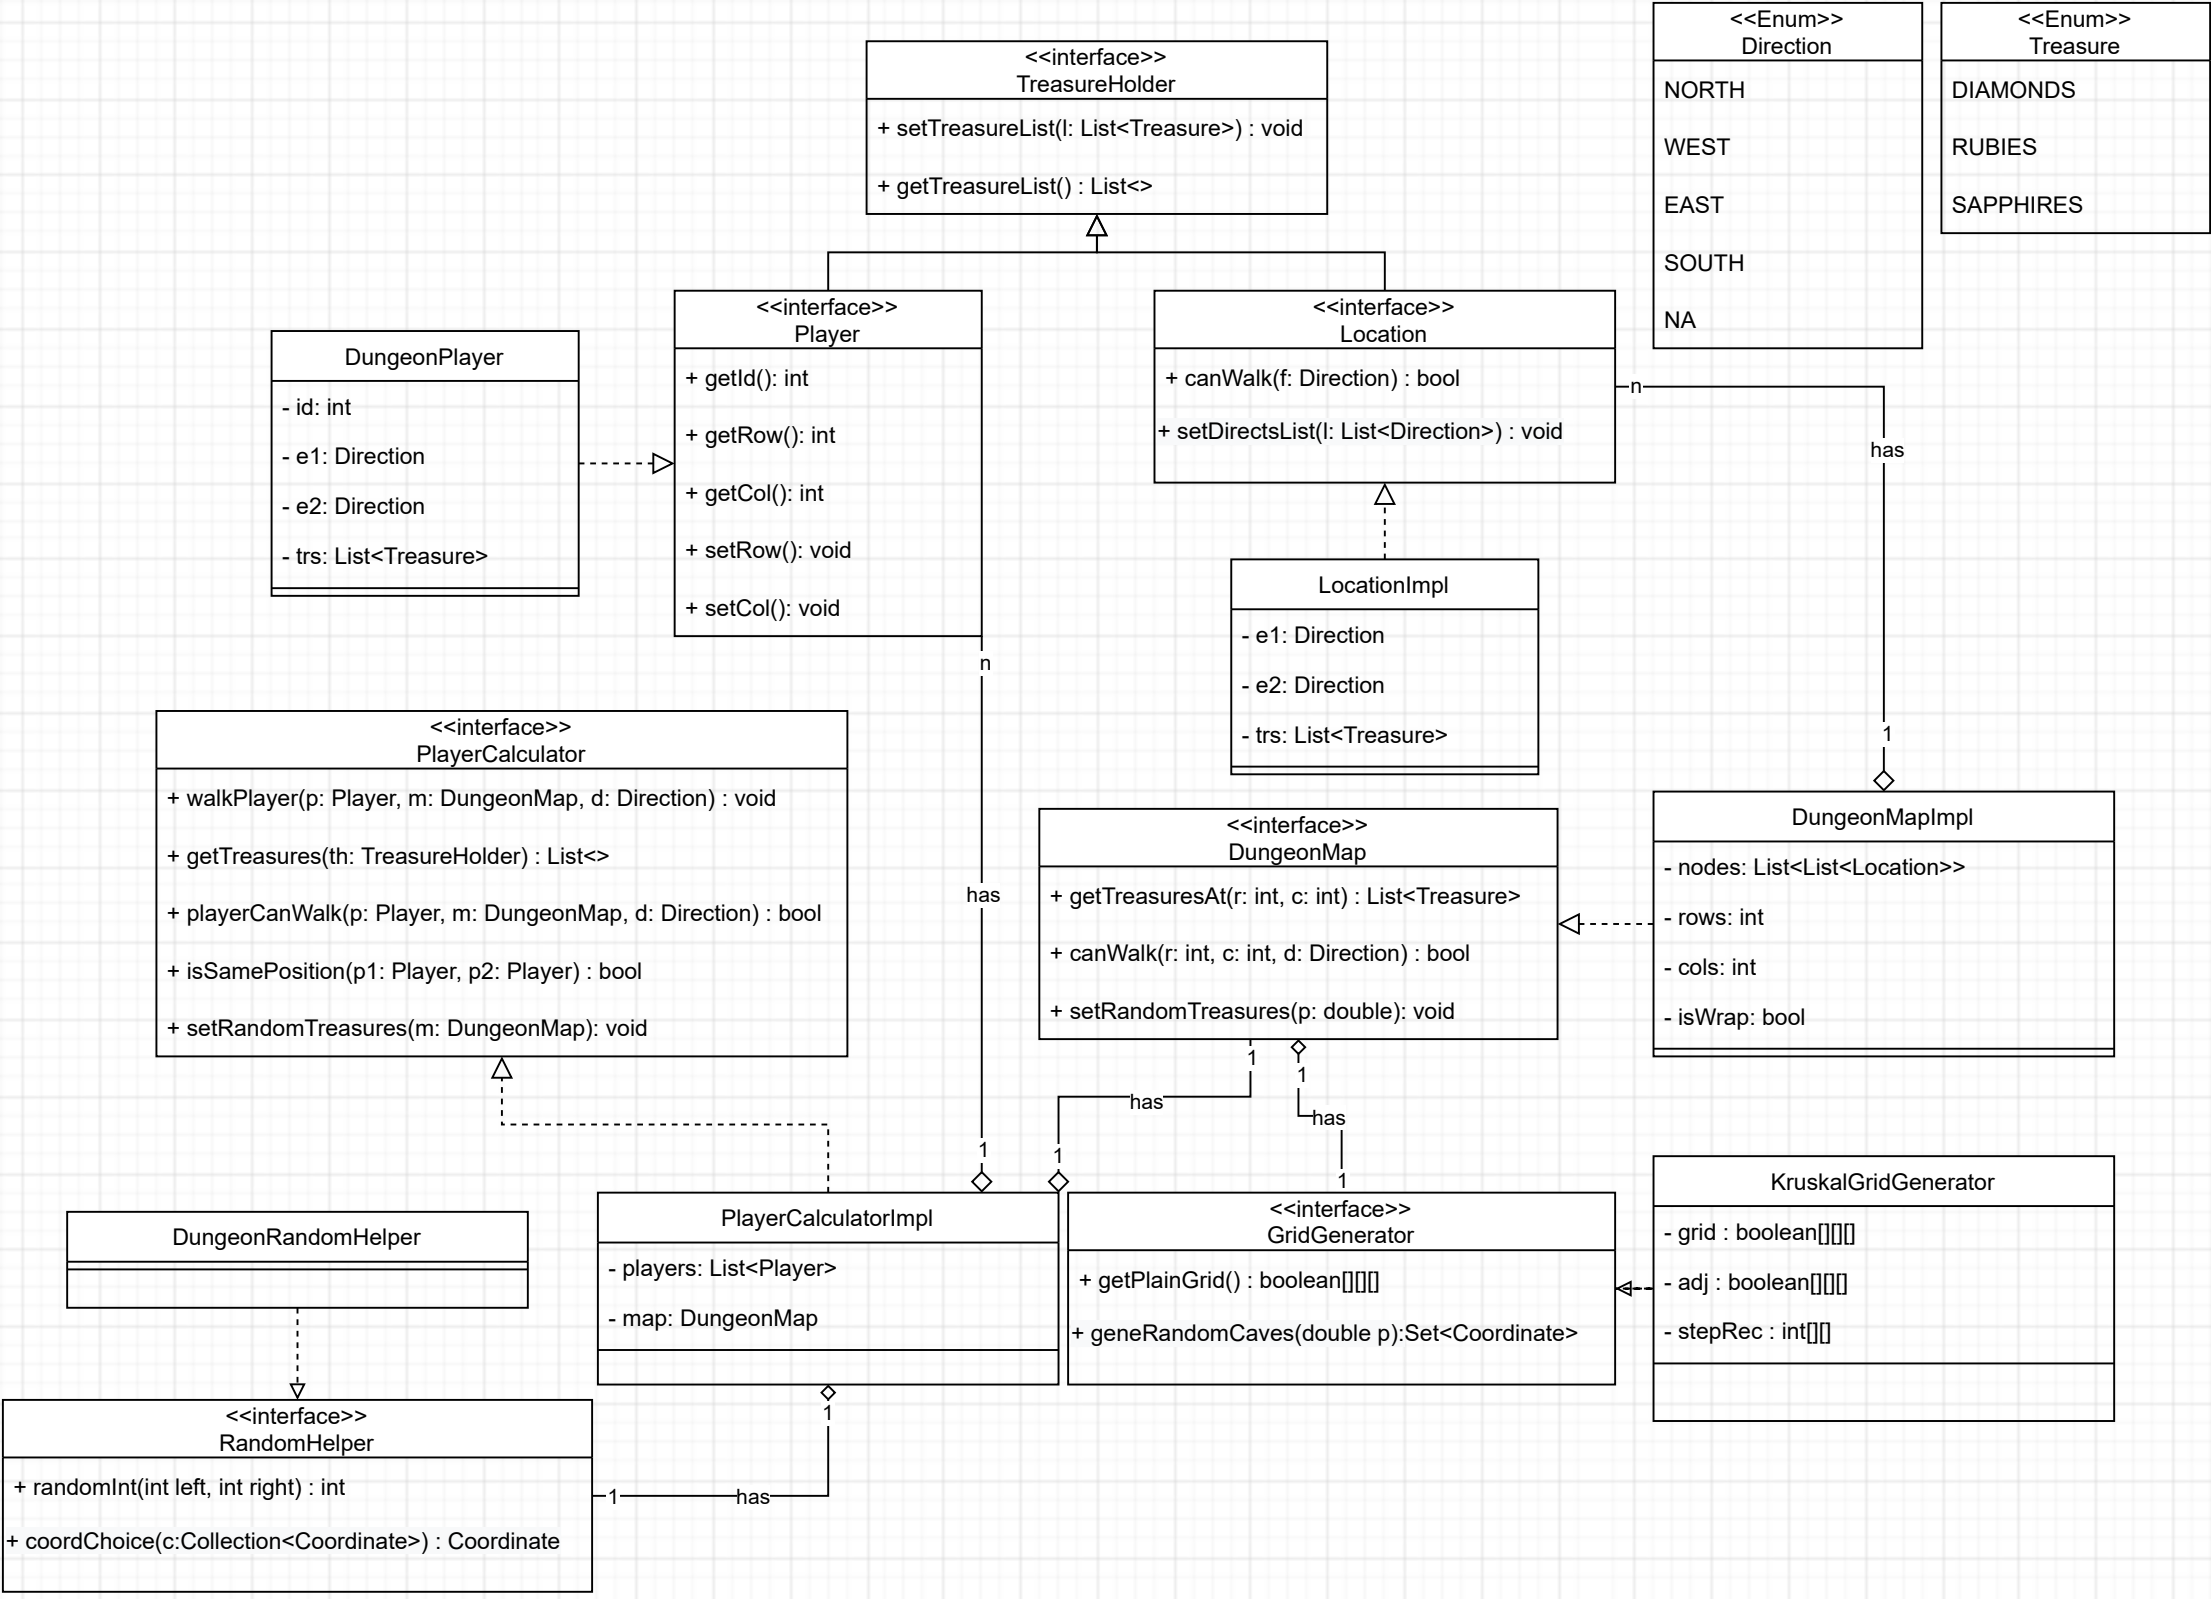 <<interface>>
TreasureHolder
+ setTreasureList(l: List<Treasure>) : void
+ getTreasureList() : List<>
<<Enum>>
Direction
NORTH
WEST
EAST
SOUTH
NA
<<Enum>>
Treasure
DIAMONDS
RUBIES
SAPPHIRES
DungeonPlayer
- id: int
- e1: Direction
- e2: Direction
- trs: List<Treasure>
<<interface>>
Player
+ getId(): int
+ getRow(): int
+ getCol(): int
+ setRow(): void
+ setCol(): void
<<interface>>
Location
+ canWalk(f: Direction) : bool
+ setDirectsList(l: List<Direction>) : void
n
has
1
LocationImpl
- e1: Direction
- e2: Direction
- trs: List<Treasure>
n
has
1
<<interface>>
PlayerCalculator
+ walkPlayer(p: Player, m: DungeonMap, d: Direction) : void
+ getTreasures(th: TreasureHolder) : List<>
+ playerCanWalk(p: Player, m: DungeonMap, d: Direction) : bool
+ isSamePosition(p1: Player, p2: Player) : bool
+ setRandomTreasures(m: DungeonMap): void
<<interface>>
DungeonMap
+ getTreasuresAt(r: int, c: int) : List<Treasure>
+ canWalk(r: int, c: int, d: Direction) : bool
+ setRandomTreasures(p: double): void
DungeonMapImpl
- nodes: List<List<Location>>
- rows: int
- cols: int
- isWrap: bool
1
has
1
1
has
1
DungeonRandomHelper
PlayerCalculatorImpl
- players: List<Player>
- map: DungeonMap
<<interface>>
GridGenerator
+ getPlainGrid() : boolean[][][]
+ geneRandomCaves(double p):Set<Coordinate>
KruskalGridGenerator
- grid : boolean[][][]
- adj : boolean[][][]
- stepRec : int[][]
<<interface>>
RandomHelper
+ randomInt(int left, int right) : int
+ coordChoice(c:Collection<Coordinate>) : Coordinate
1
has
1